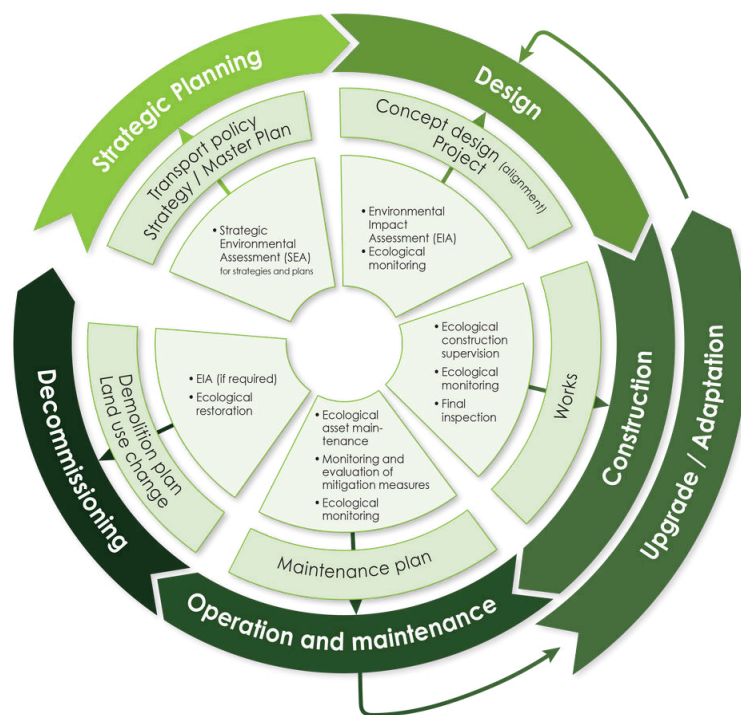 Strategic Planning
Transport policy
Strategy / Master Plan
• Strategic
Environmental
Assessment (SEA)
for strategies and plans
Design
Concept design (alignment)
Project
• Environmental
Impact
Assessment (EIA)
• Ecological
monitoring
Construction
Works
• Ecological
construction
supervision
• Ecological
monitoring
• Final
inspection
Upgrade / Adaptation
Operation and maintenance
Maintenance plan
• Ecological
asset main-
tenance
• Monitoring and
evaluation of
mitigation measures
• Ecological
monitoring
Decommissioning
Demolition plan
Land use change
• EIA (if required)
• Ecological
restoration